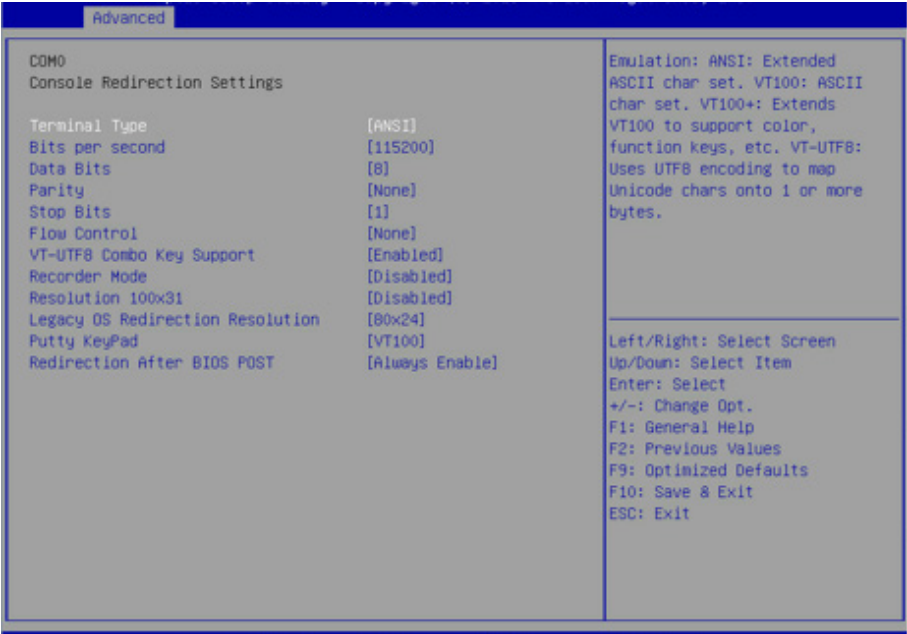 Advanced
COM0
Console Redirection Settings
Terminal Type [ANSI]
Bits per second [115200]
Data Bits [8]
Parity [None]
Stop Bits [1]
Flow Control [None]
VT-UTF8 Combo Key Support [Enabled]
Recorder Mode [Disabled]
Resolution 100x31 [Disabled]
Legacy OS Redirection Resolution [80x24]
Putty KeyPad [VT100]
Redirection After BIOS POST [Always Enable]
Emulation: ANSI: Extended
ASCII char set. VT100: ASCII
char set. VT100+: Extends
VT100 to support color,
function keys, etc. VT-UTF8:
Uses UTF8 encoding to map
Unicode chars onto 1 or more
bytes.
Left/Right: Select Screen
Up/Down: Select Item
Enter: Select
+/-: Change Opt.
F1: General Help
F2: Previous Values
F9: Optimized Defaults
F10: Save & Exit
ESC: Exit